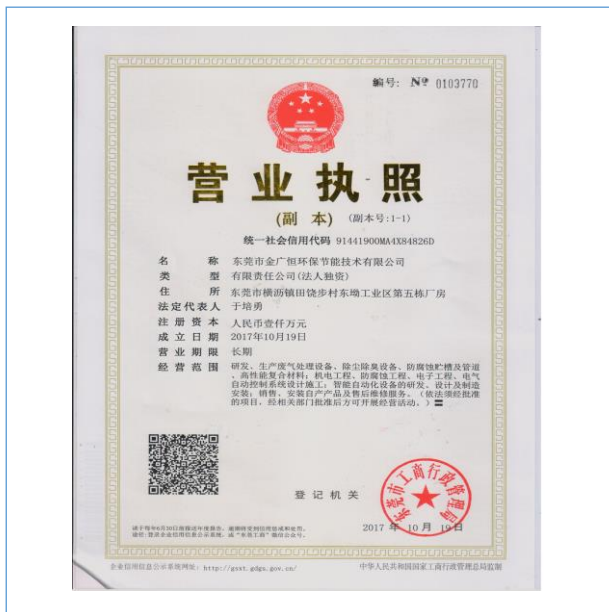 编号: № 0103770
营业执照
(副 本) (副本号:1-1)
统一社会信用代码 91441900MA4X84826D
名 称 东莞市金广恒环保节能技术有限公司
类 型 有限责任公司(法人独资)
住 所 东莞市横沥镇田饶步村东坳工业区第五栋厂房
法定代表人 于培勇
注册资本 人民币壹仟万元
成立日期 2017年10月19日
营业期限 长期
经营范围 研发、生产废气处理设备、除尘除臭设备、防腐蚀贮槽及管道
、高性能复合材料；机电工程、防腐蚀工程、电子工程、电气
自动控制系统设计施工；智能自动化设备的研发、设计及制造
安装；销售、安装自产产品及售后维修服务。（依法须经批准
的项目，经相关部门批准后方可开展经营活动。）
登记机关
东莞市工商行政管理局
2017 年 10 月 19日
企业信用信息公示系统网址: http://gsxt.gdgs.gov.cn/ 中华人民共和国国家工商行政管理总局监制